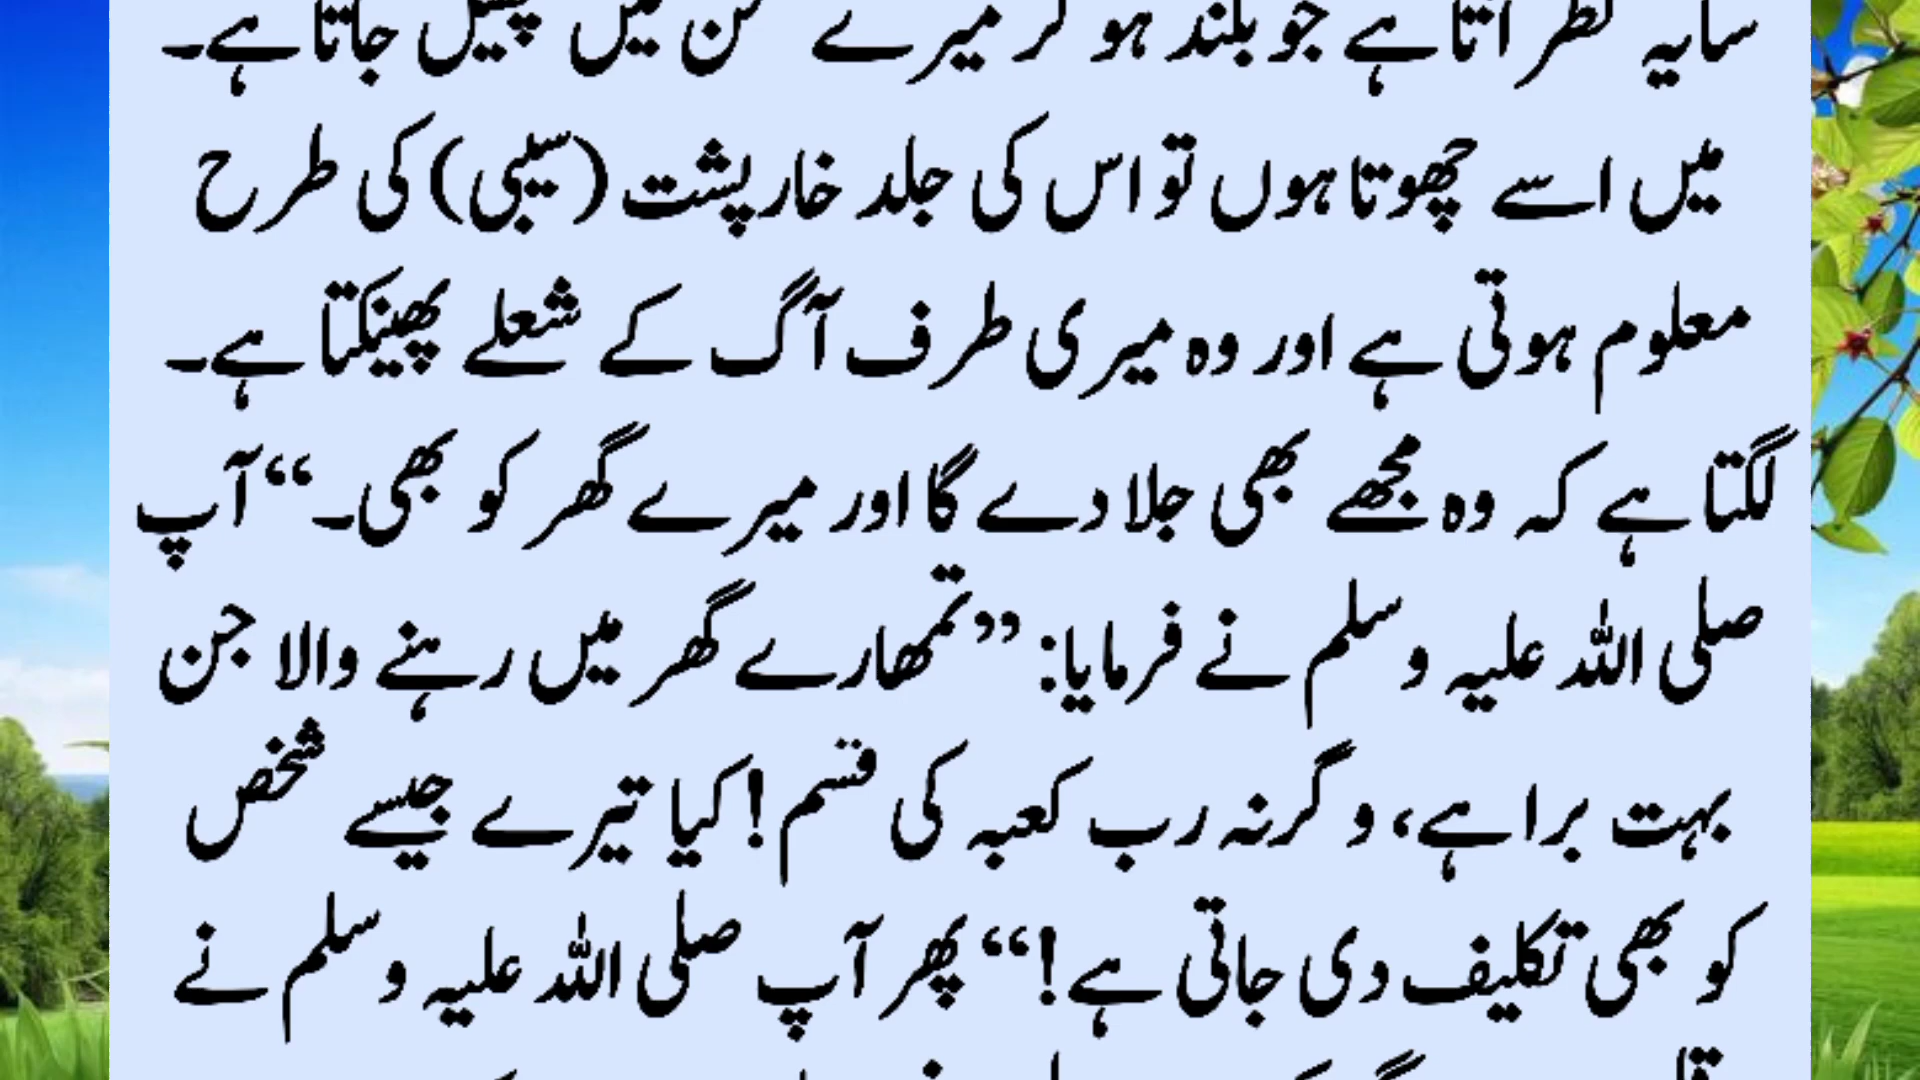 سایہ نظر آتا ہے جو بلند ہو کر میرے صحن میں پھیل جاتا ہے۔
میں اسے چھوتا ہوں تو اس کی جلد خارپشت (سیہی) کی طرح
معلوم ہوتی ہے اور وہ میری طرف آگ کے شعلے پھینکتا ہے۔
لگتا ہے کہ وہ مجھے بھی جلا دے گا اور میرے گھر کو بھی۔“ آپ
صلی اللہ علیہ وسلم نے فرمایا: ”تمھارے گھر میں رہنے والا جن
بہت برا ہے، وگرنہ رب کعبہ کی قسم! کیا تیرے جیسے شخص
کو بھی تکلیف دی جاتی ہے!“ پھر آپ صلی اللہ علیہ وسلم نے